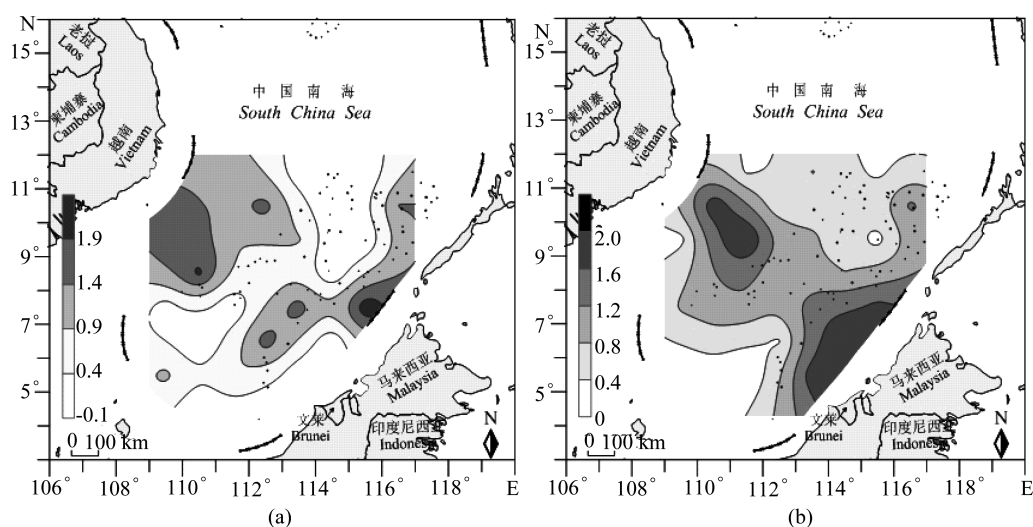 N
15°
13°
11°
9°
7°
5°
老挝
Laos
柬埔寨
Cambodia
越南
Vietnam
中 国 南 海
South China Sea
1.9
1.4
0.9
0.4
-0.1
0 100 km
马来西亚
Malaysia
文莱
Brunei
印度尼西亚
Indonesia
N
106° 108° 110° 112° 114° 116° 118° E
(a)
N
15°
13°
11°
9°
7°
5°
老挝
Laos
柬埔寨
Cambodia
越南
Vietnam
中 国 南 海
South China Sea
2.0
1.6
1.2
0.8
0.4
0
0 100 km
马来西亚
Malaysia
文莱
Brunei
印度尼西亚
Indonesia
N
106° 108° 110° 112° 114° 116° 118° E
(b)